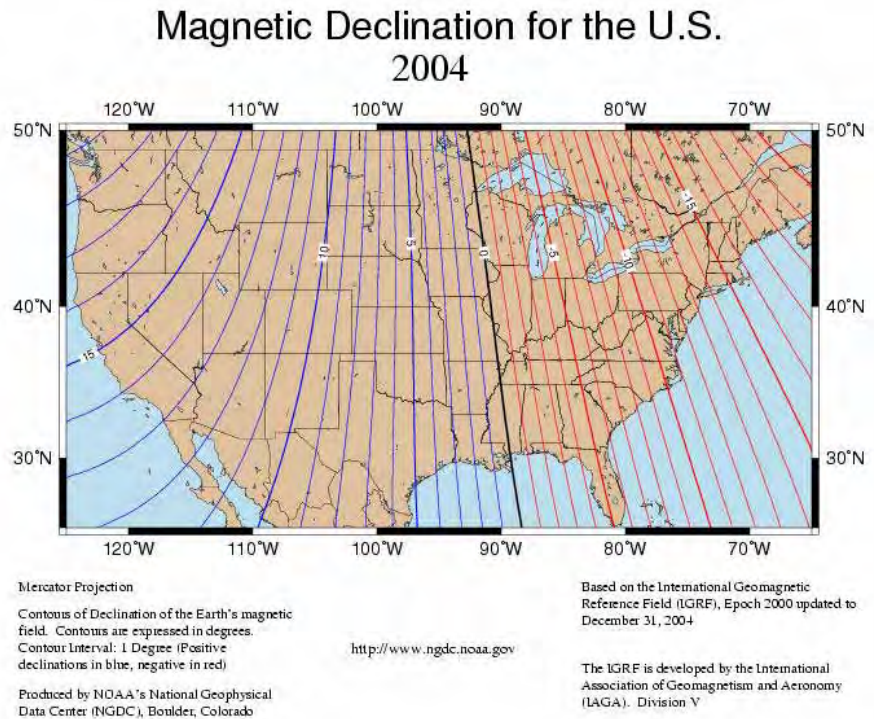 Magnetic Declination for the U.S.
2004
120°W 110°W 100°W 90°W 80°W 70°W
50°N 50°N
-15
10 5 0 -5 -10
40°N 40°N
15
30°N 30°N
120°W 110°W 100°W 90°W 80°W 70°W
Mercator Projection
Contours of Declination of the Earth's magnetic
field. Contours are expressed in degrees.
Contour Interval: 1 Degree (Positive
declinations in blue, negative in red)
Produced by NOAA's National Geophysical
Data Center (NGDC), Boulder, Colorado
http://www.ngdc.noaa.gov
Based on the International Geomagnetic
Reference Field (IGRF), Epoch 2000 updated to
December 31, 2004
The IGRF is developed by the International
Association of Geomagnetism and Aeronomy
(IAGA). Division V